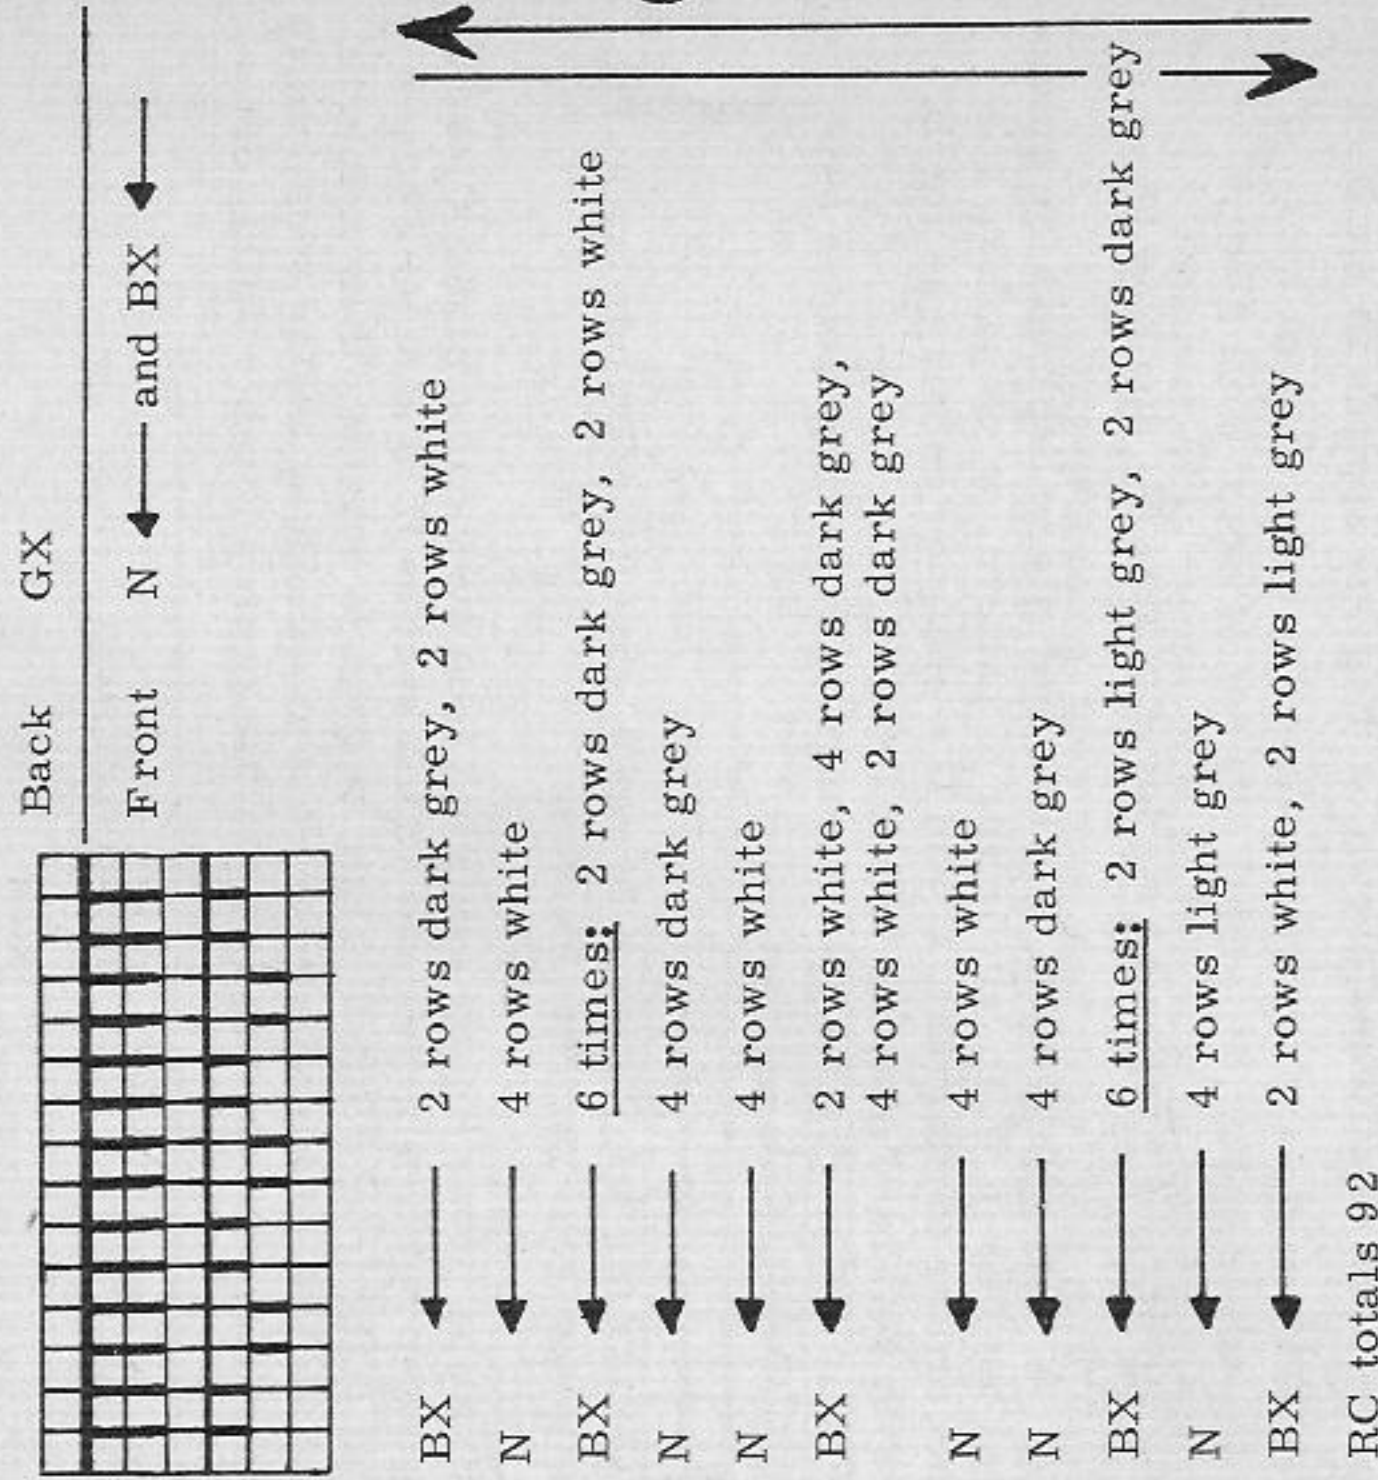 Back GX
Front N ← and BX ←
BX ← 2 rows dark grey, 2 rows white
N ← 4 rows white
BX ← 6 times: 2 rows dark grey, 2 rows white
N ← 4 rows dark grey
N ← 4 rows white
BX ← 2 rows white, 4 rows dark grey,
4 rows white, 2 rows dark grey
N ← 4 rows white
N ← 4 rows dark grey
BX ← 6 times: 2 rows light grey, 2 rows dark grey
N ← 4 rows light grey
BX ← 2 rows white, 2 rows light grey
RC totals 92